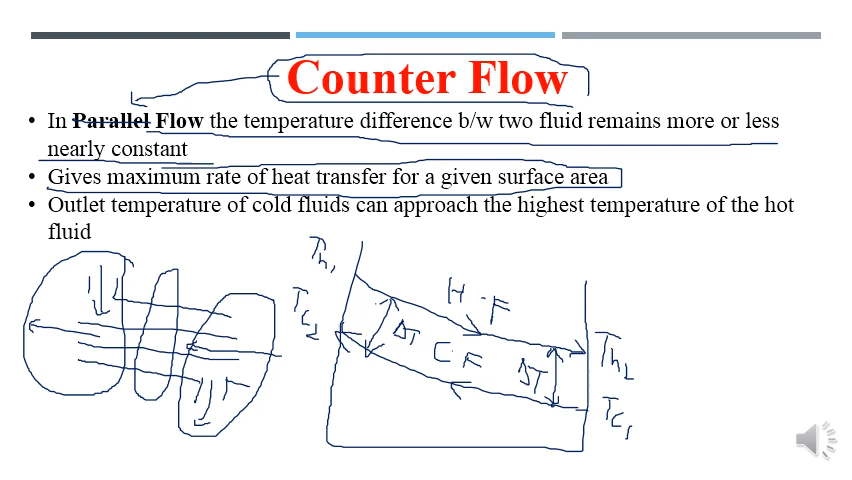 Counter Flow
• In Parallel Flow the temperature difference b/w two fluid remains more or less
nearly constant
• Gives maximum rate of heat transfer for a given surface area
• Outlet temperature of cold fluids can approach the highest temperature of the hot
fluid
Th1
H.F
Tc2
ΔT
C.F
Th2
ΔT
Tc1